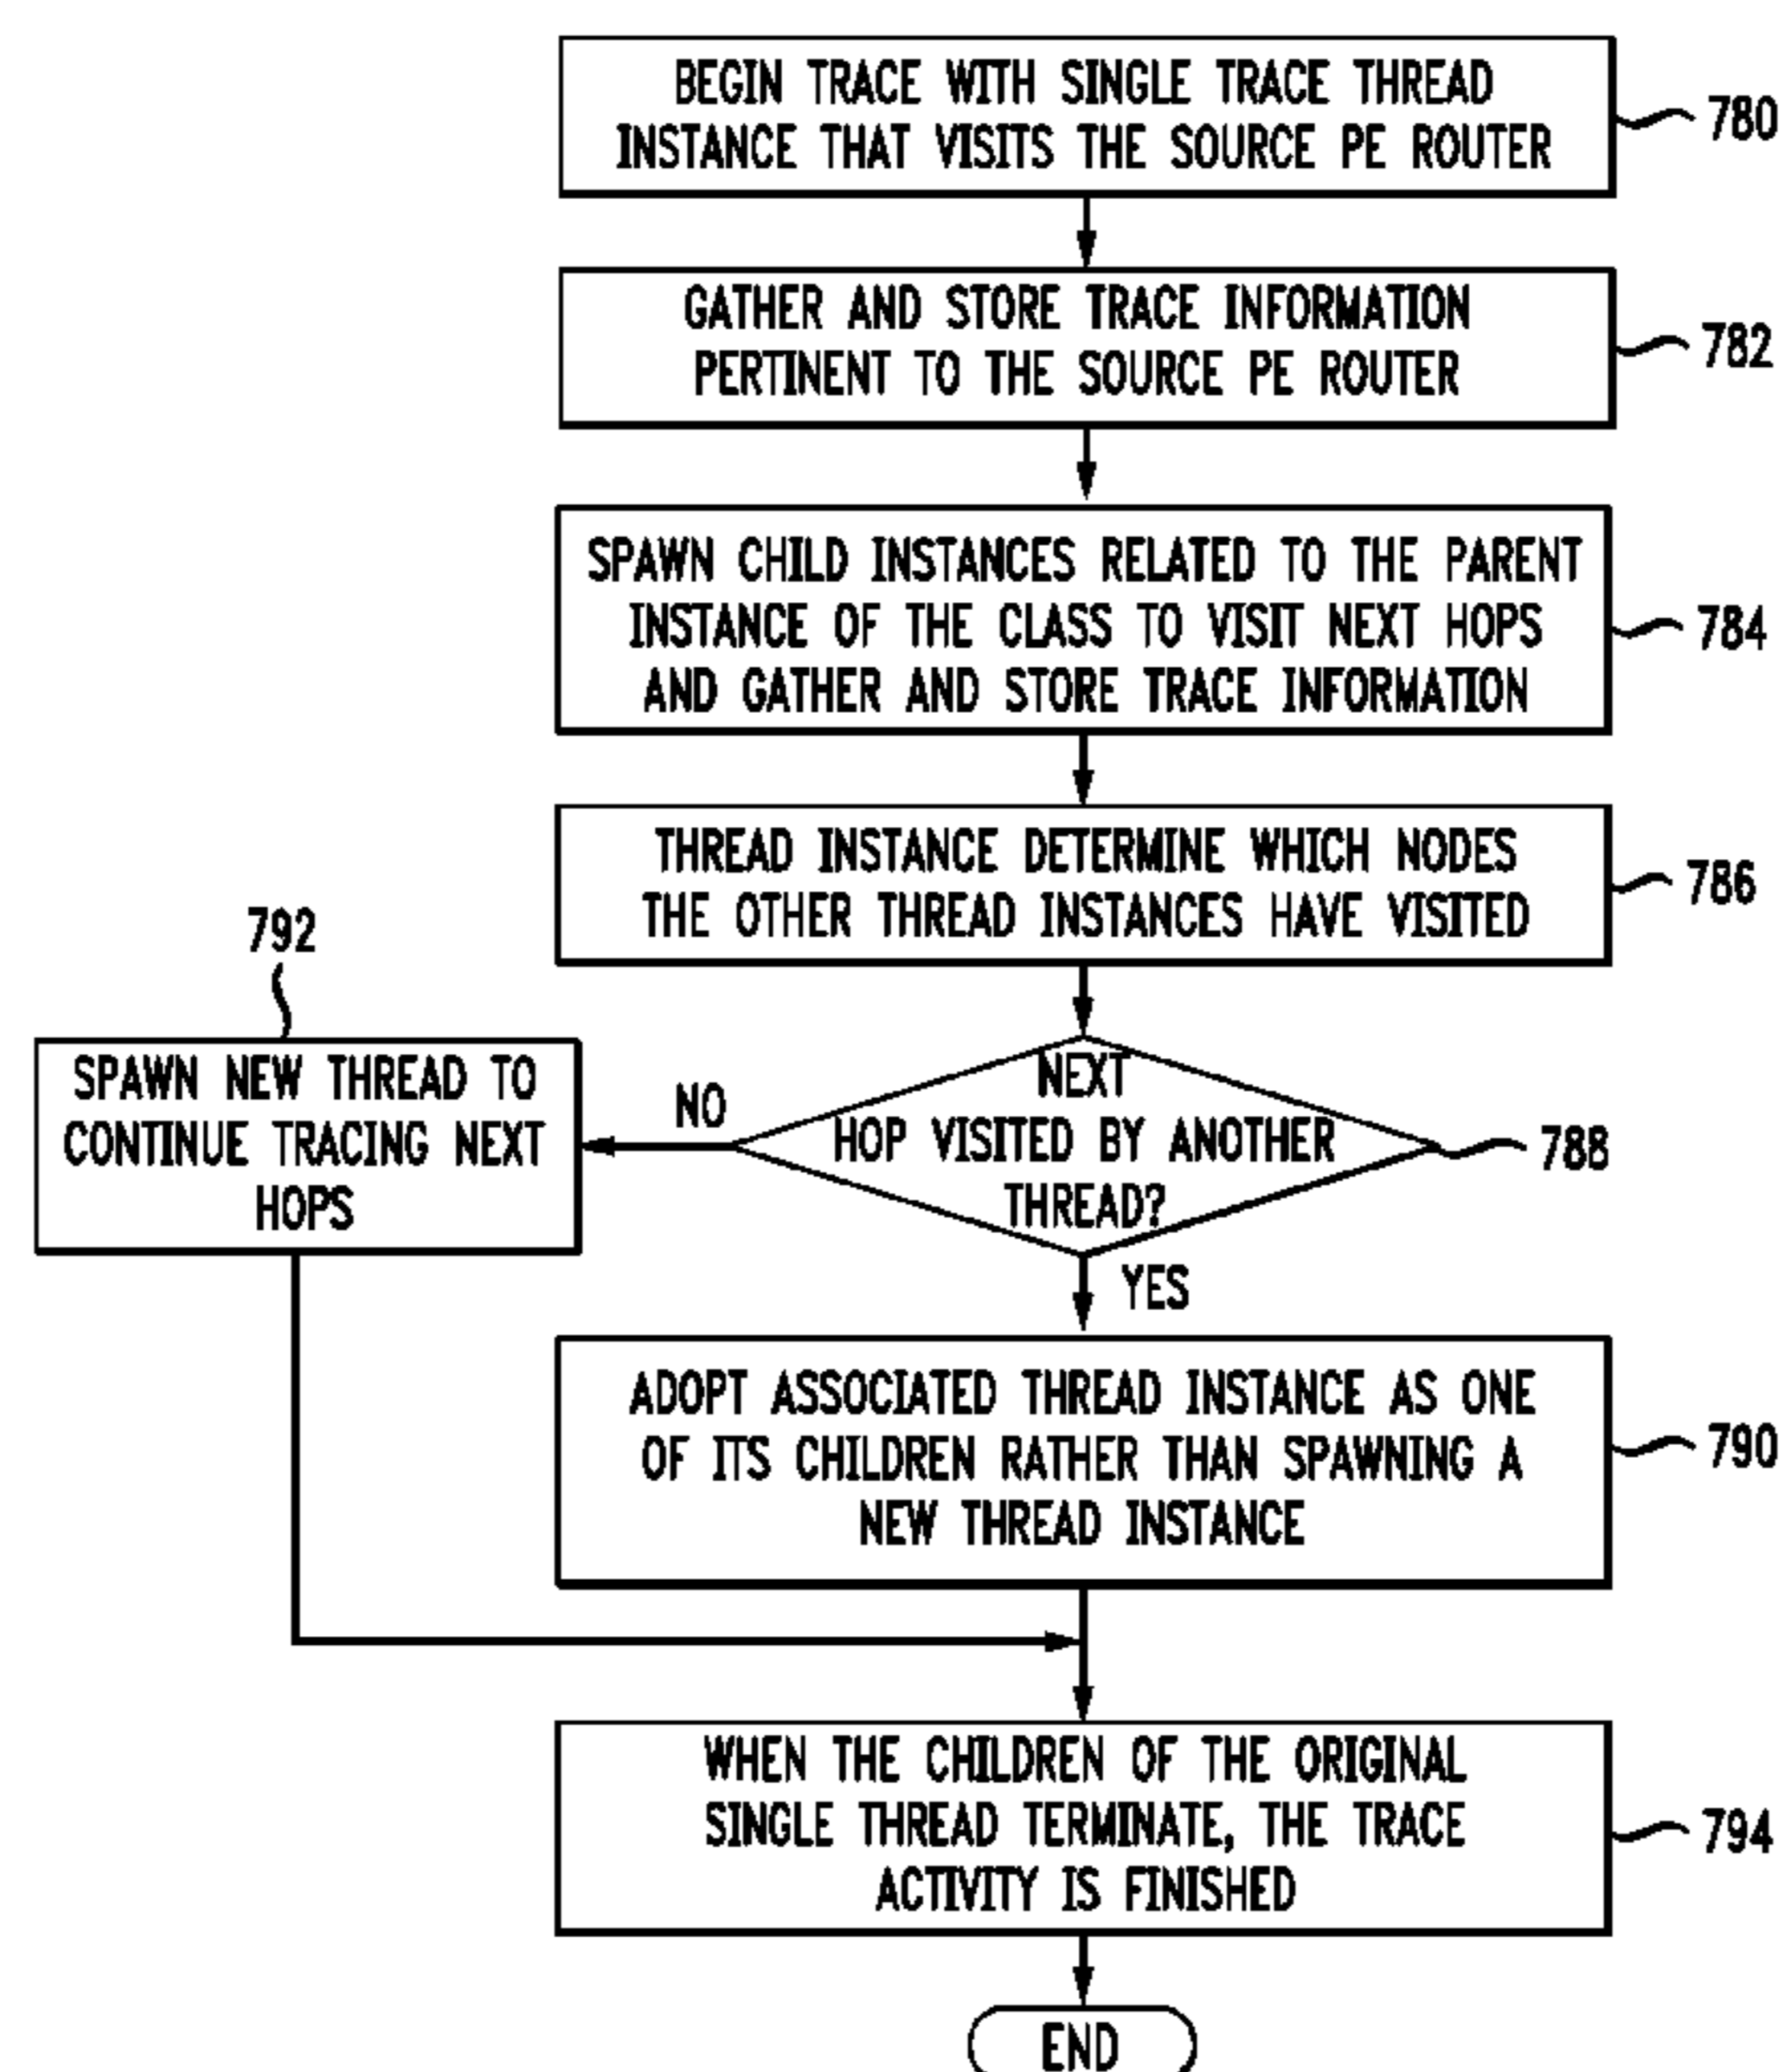 BEGIN TRACE WITH SINGLE TRACE THREAD
INSTANCE THAT VISITS THE SOURCE PE ROUTER
780
GATHER AND STORE TRACE INFORMATION
PERTINENT TO THE SOURCE PE ROUTER
782
SPAWN CHILD INSTANCES RELATED TO THE PARENT
INSTANCE OF THE CLASS TO VISIT NEXT HOPS
AND GATHER AND STORE TRACE INFORMATION
784
THREAD INSTANCE DETERMINE WHICH NODES
THE OTHER THREAD INSTANCES HAVE VISITED
786
792
SPAWN NEW THREAD TO
CONTINUE TRACING NEXT
HOPS
NO
NEXT
HOP VISITED BY ANOTHER
THREAD?
788
YES
ADOPT ASSOCIATED THREAD INSTANCE AS ONE
OF ITS CHILDREN RATHER THAN SPAWNING A
NEW THREAD INSTANCE
790
WHEN THE CHILDREN OF THE ORIGINAL
SINGLE THREAD TERMINATE, THE TRACE
ACTIVITY IS FINISHED
794
END